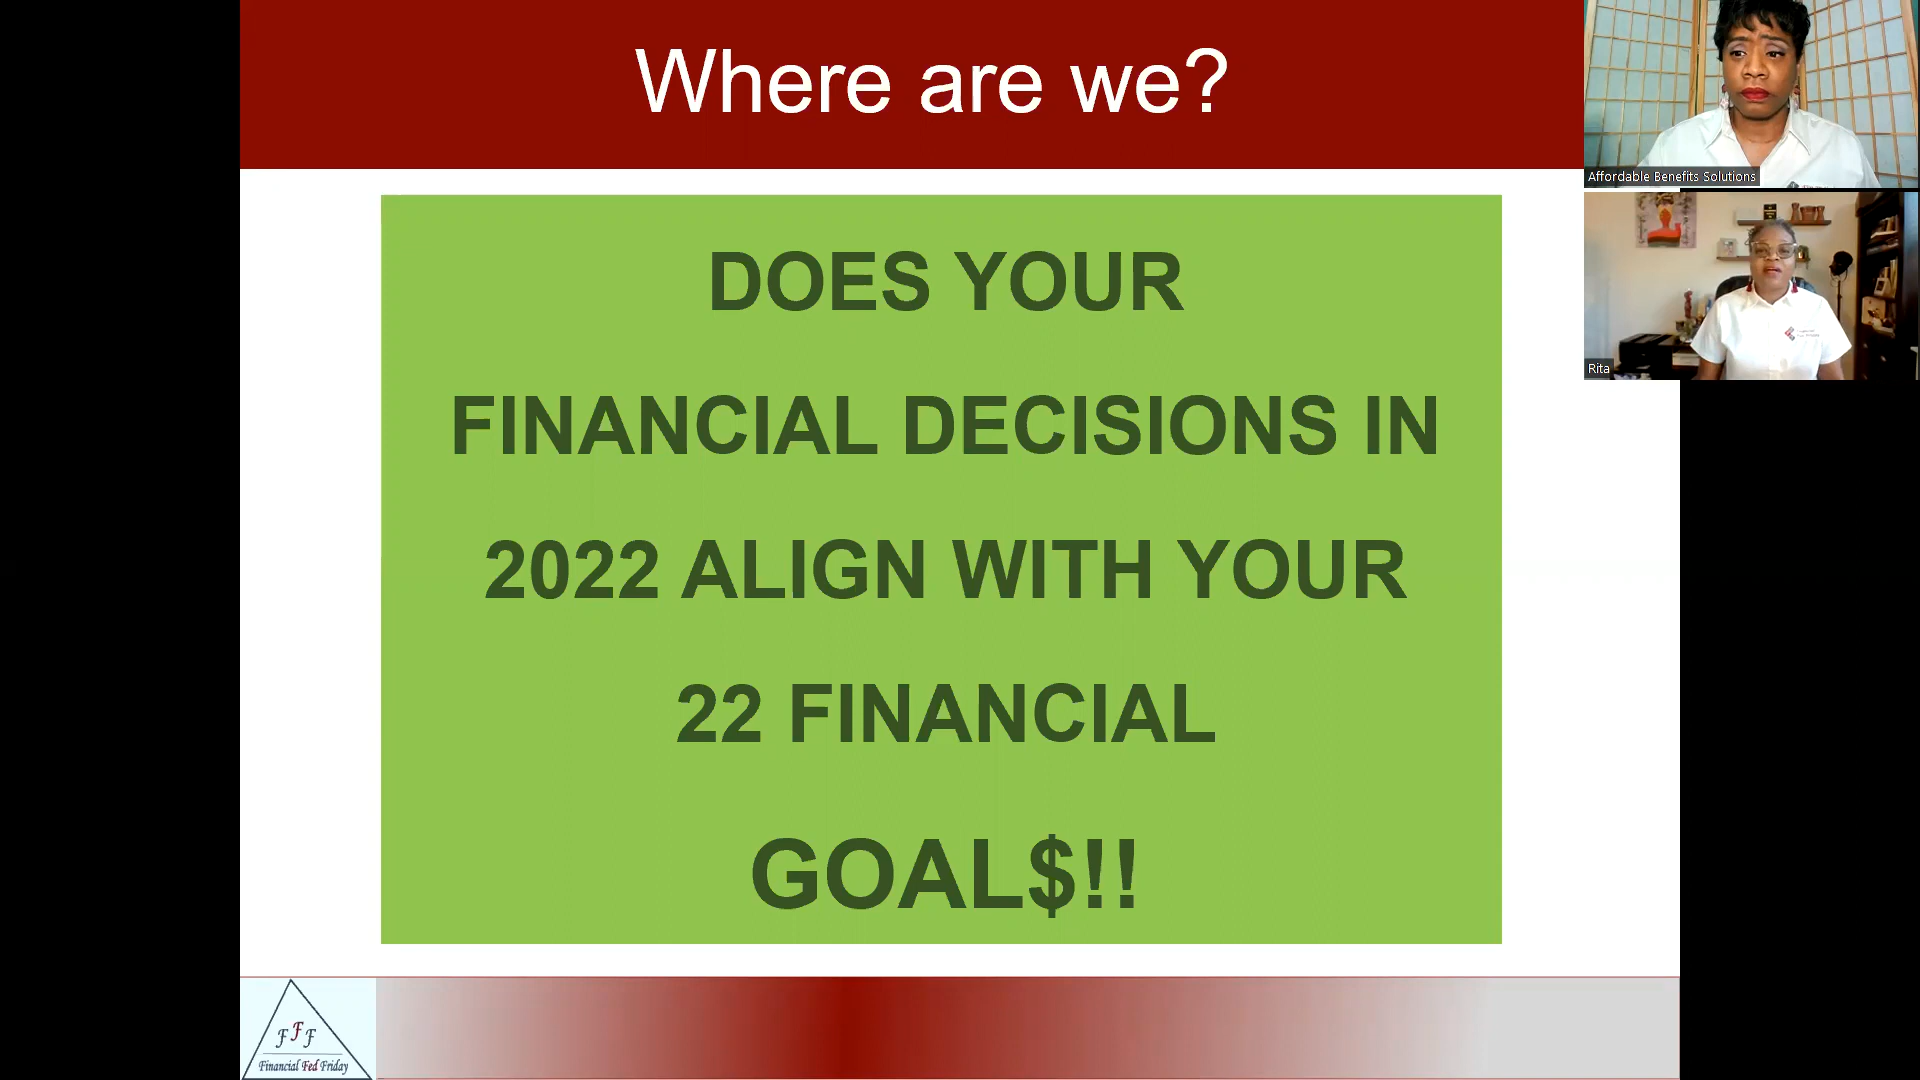 Where are we?
DOES YOUR
FINANCIAL DECISIONS IN
2022 ALIGN WITH YOUR
22 FINANCIAL
GOAL$!!
Affordable Benefits Solutions
Rita
F F F
Financial Fed Friday